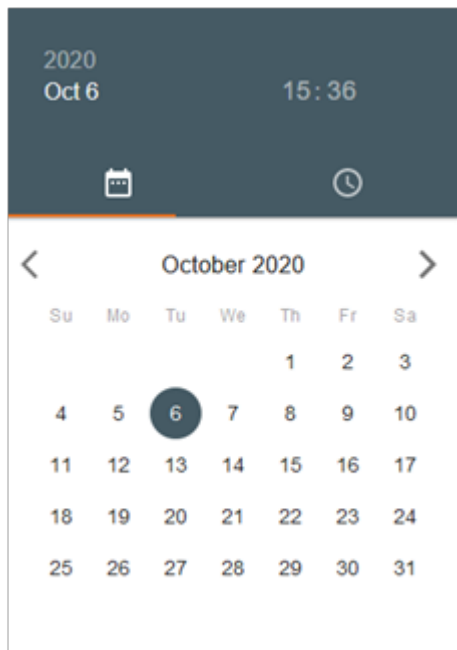 2020
Oct 6 15:36
October 2020
Su Mo Tu We Th Fr Sa
1 2 3
4 5 6 7 8 9 10
11 12 13 14 15 16 17
18 19 20 21 22 23 24
25 26 27 28 29 30 31